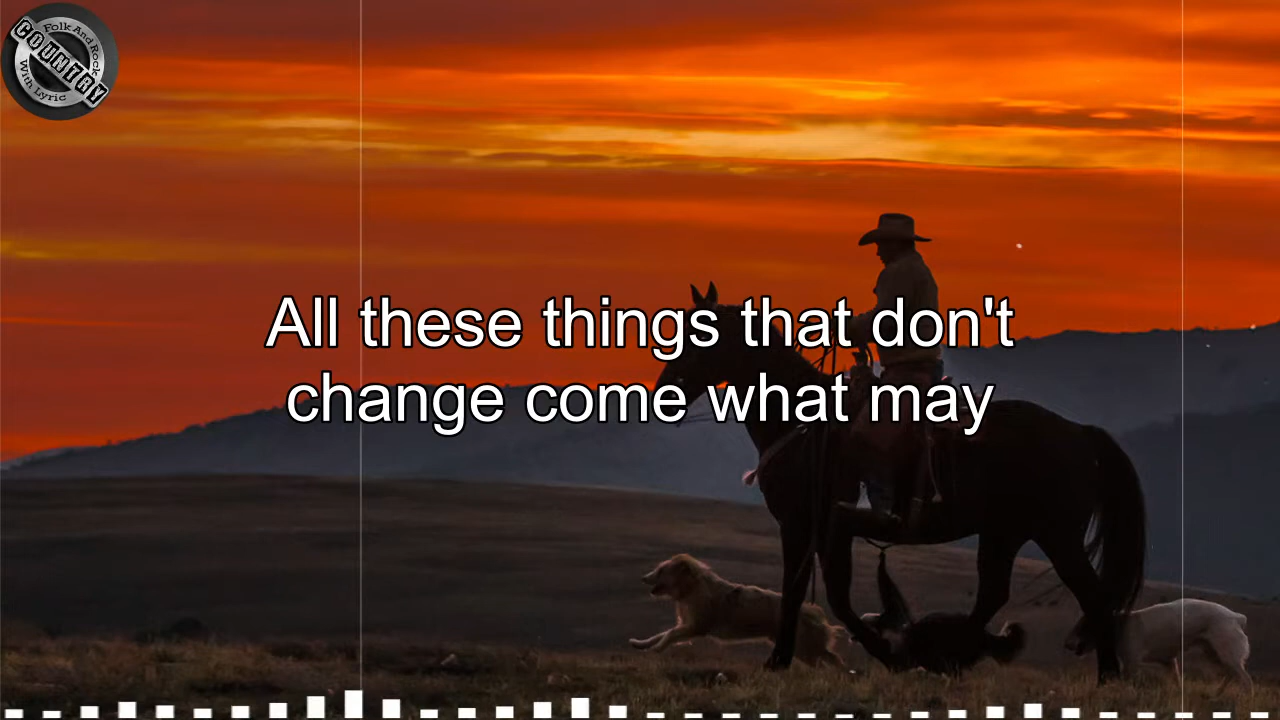 Folk And Rock
COUNTRY
With Lyric
All these things that don't
change come what may